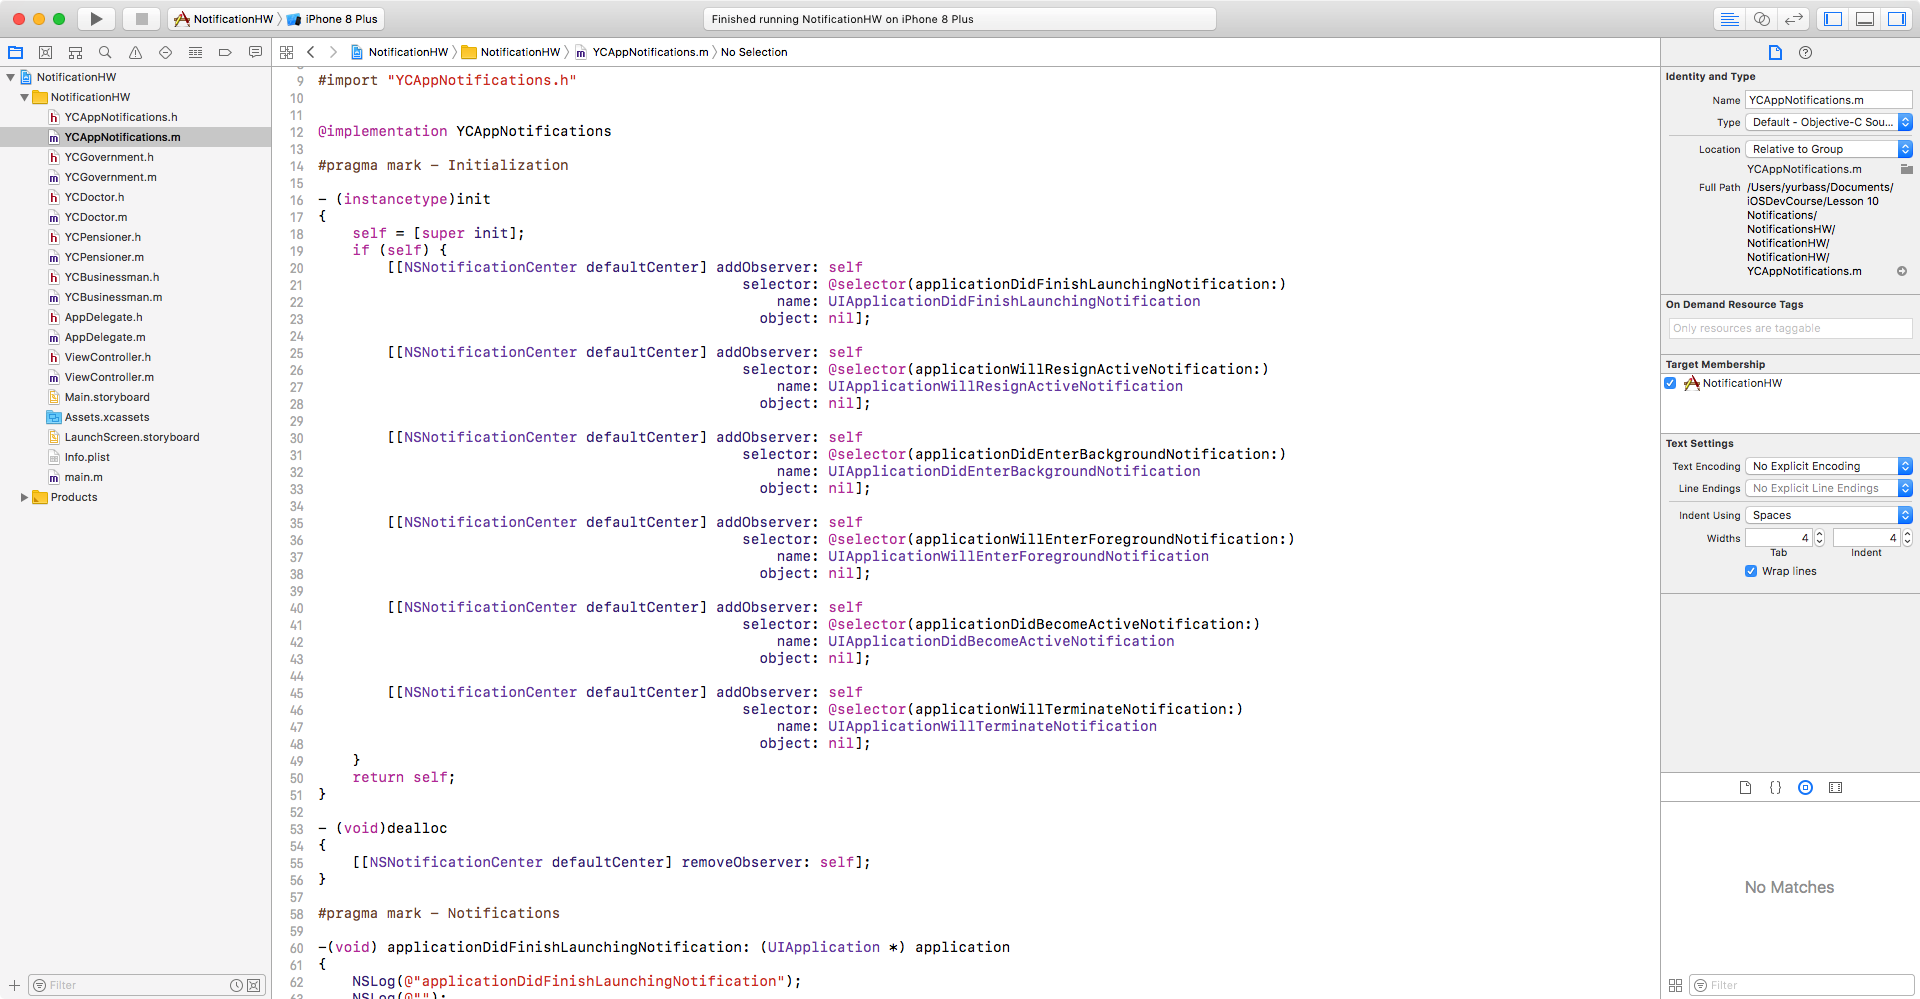 NotificationHW iPhone 8 Plus
Finished running NotificationHW on iPhone 8 Plus
NotificationHW NotificationHW m YCAppNotifications.m No Selection
NotificationHW
NotificationHW
h YCAppNotifications.h
m YCAppNotifications.m
h YCGovernment.h
m YCGovernment.m
h YCDoctor.h
m YCDoctor.m
h YCPensioner.h
m YCPensioner.m
h YCBusinessman.h
m YCBusinessman.m
h AppDelegate.h
m AppDelegate.m
h ViewController.h
m ViewController.m
Main.storyboard
Assets.xcassets
LaunchScreen.storyboard
Info.plist
m main.m
Products
Filter
9 #import "YCAppNotifications.h"
10
11
12 @implementation YCAppNotifications
13
14 #pragma mark - Initialization
15
16 - (instancetype)init
17 {
18 self = [super init];
19 if (self) {
20 [[NSNotificationCenter defaultCenter] addObserver: self
21 selector: @selector(applicationDidFinishLaunchingNotification:)
22 name: UIApplicationDidFinishLaunchingNotification
23 object: nil];
24
25 [[NSNotificationCenter defaultCenter] addObserver: self
26 selector: @selector(applicationWillResignActiveNotification:)
27 name: UIApplicationWillResignActiveNotification
28 object: nil];
29
30 [[NSNotificationCenter defaultCenter] addObserver: self
31 selector: @selector(applicationDidEnterBackgroundNotification:)
32 name: UIApplicationDidEnterBackgroundNotification
33 object: nil];
34
35 [[NSNotificationCenter defaultCenter] addObserver: self
36 selector: @selector(applicationWillEnterForegroundNotification:)
37 name: UIApplicationWillEnterForegroundNotification
38 object: nil];
39
40 [[NSNotificationCenter defaultCenter] addObserver: self
41 selector: @selector(applicationDidBecomeActiveNotification:)
42 name: UIApplicationDidBecomeActiveNotification
43 object: nil];
44
45 [[NSNotificationCenter defaultCenter] addObserver: self
46 selector: @selector(applicationWillTerminateNotification:)
47 name: UIApplicationWillTerminateNotification
48 object: nil];
49 }
50 return self;
51 }
52
53 - (void)dealloc
54 {
55 [[NSNotificationCenter defaultCenter] removeObserver: self];
56 }
57
58 #pragma mark - Notifications
59
60 -(void) applicationDidFinishLaunchingNotification: (UIApplication *) application
61 {
62 NSLog(@"applicationDidFinishLaunchingNotification");
63 NSLog(@"");
Identity and Type
Name YCAppNotifications.m
Type Default - Objective-C Sou...
Location Relative to Group
YCAppNotifications.m
Full Path /Users/yurbass/Documents/
iOSDevCourse/Lesson 10
Notifications/
NotificationsHW/
NotificationHW/
NotificationHW/
YCAppNotifications.m
On Demand Resource Tags
Only resources are taggable
Target Membership
NotificationHW
Text Settings
Text Encoding No Explicit Encoding
Line Endings No Explicit Line Endings
Indent Using Spaces
Widths 4 4
Tab Indent
Wrap lines
{}
No Matches
Filter